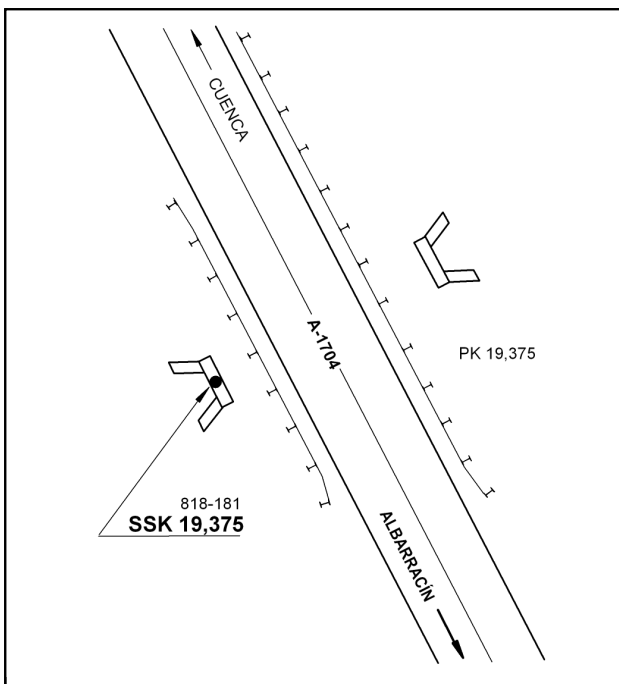 CUENCA
A-1704
PK 19,375
818-181
SSK 19,375
ALBARRACÍN